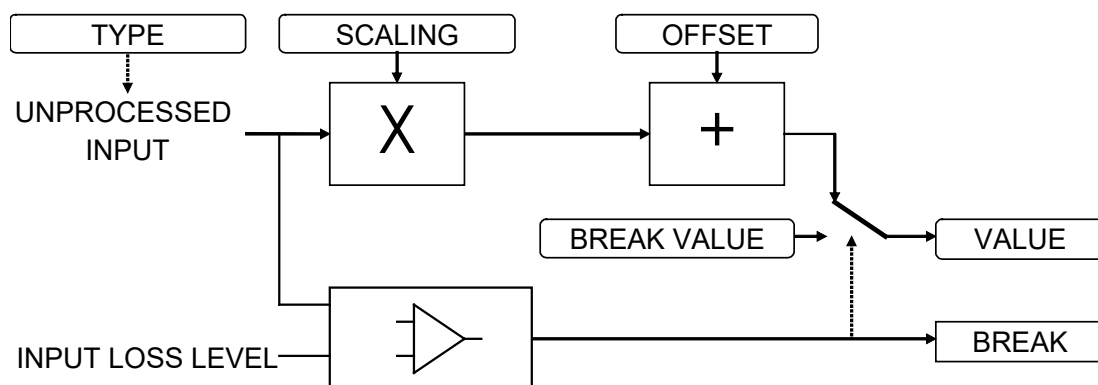 TYPE
SCALING
OFFSET
UNPROCESSED
INPUT
X
+
BREAK VALUE
VALUE
INPUT LOSS LEVEL
BREAK